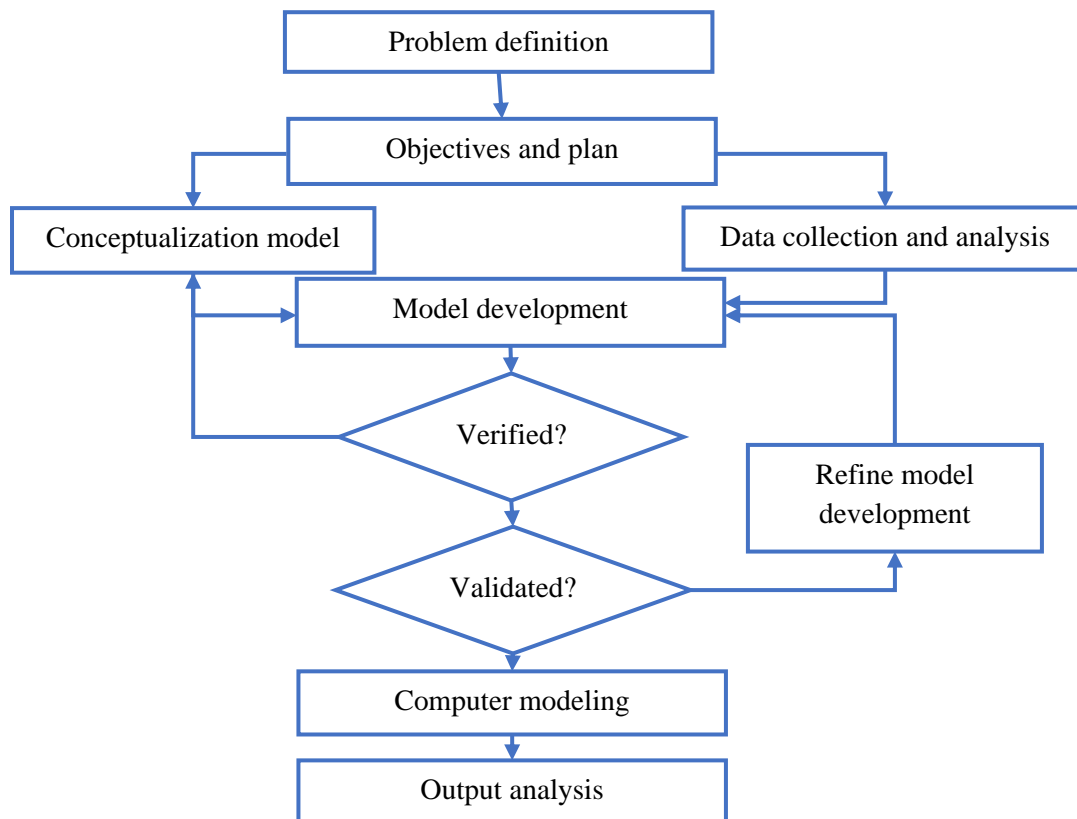 Problem definition
Objectives and plan
Conceptualization model
Data collection and analysis
Model development
Verified?
Refine model
development
Validated?
Computer modeling
Output analysis